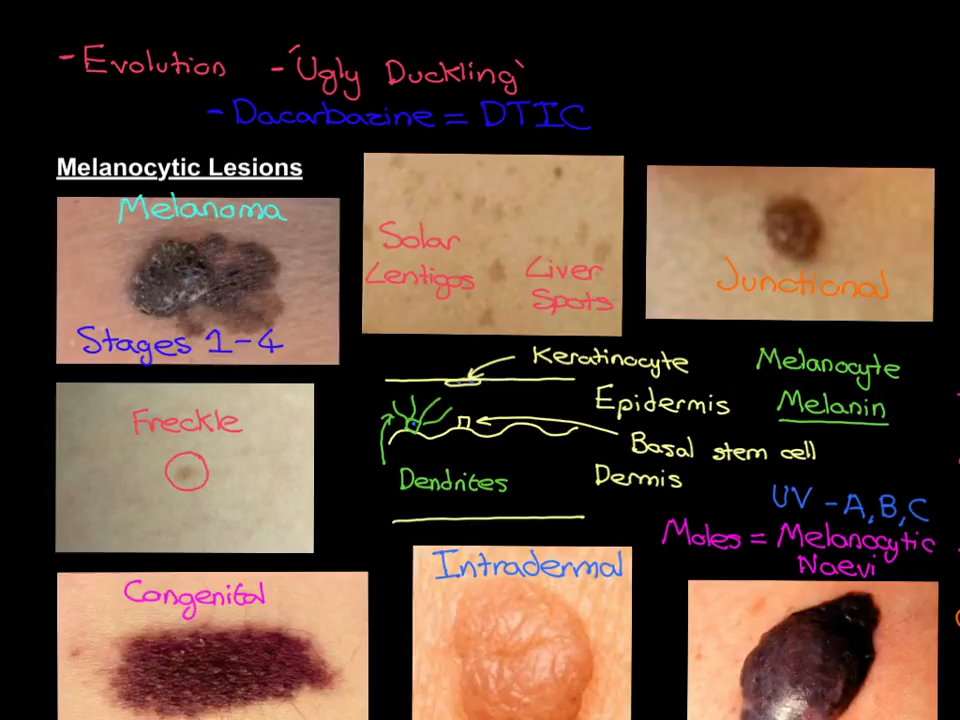 - Evolution - 'Ugly Duckling'
- Dacarbazine = DTIC
Melanocytic Lesions
Melanoma
Stages 1-4
Solar
Lentigos
Liver
Spots
Junctional
Freckle
Keratinocyte
Epidermis
Basal stem cell
Dermis
Dendrites
Melanocyte
Melanin
UV - A, B, C
Moles = Melanocytic
Naevi
Congenital
Intradermal